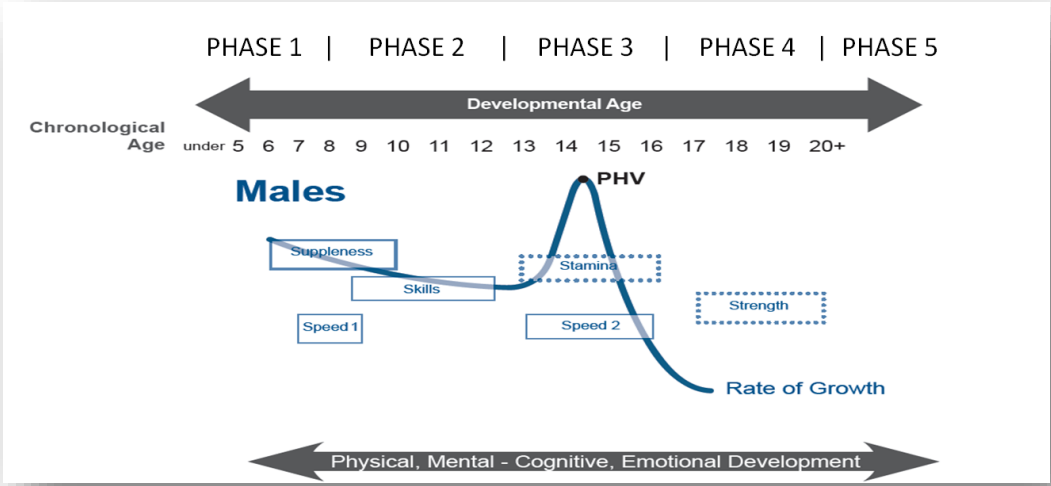 PHASE 1 | PHASE 2 | PHASE 3 | PHASE 4 | PHASE 5
Developmental Age
Chronological
Age
under 5 6 7 8 9 10 11 12 13 14 15 16 17 18 19 20+
Males
PHV
Suppleness
Stamina
Skills
Strength
Speed 1
Speed 2
Rate of Growth
Physical, Mental - Cognitive, Emotional Development